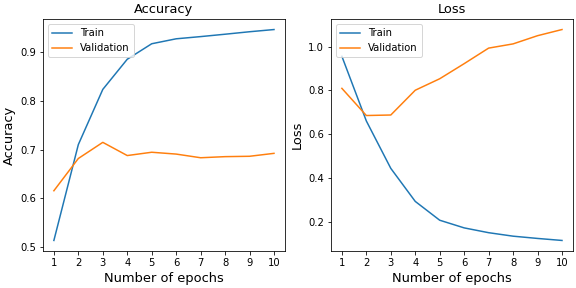 Accuracy
Train
Validation
0.9
0.8
0.7
0.6
0.5
Accuracy
1 2 3 4 5 6 7 8 9 10
Number of epochs
Loss
Train
Validation
1.0
0.8
0.6
0.4
0.2
Loss
1 2 3 4 5 6 7 8 9 10
Number of epochs